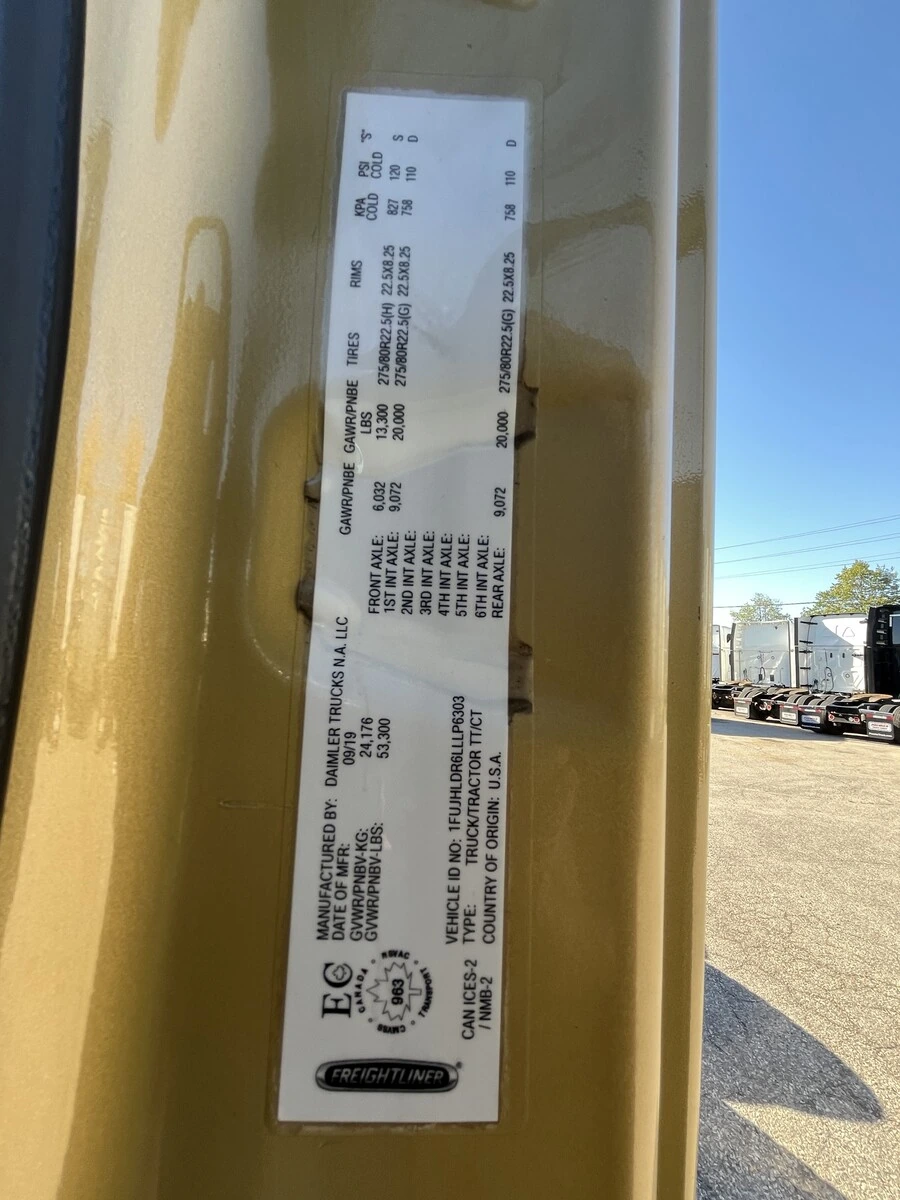 FREIGHTLINER
®
EC
CANADA
RSVAC
TRANSPORT
CMVSS
963
CAN ICES-2
/ NMB-2
MANUFACTURED BY: DAIMLER TRUCKS N.A. LLC
DATE OF MFR: 09/19
GVWR/PNBV-KG: 24,176
GVWR/PNBV-LBS: 53,300
VEHICLE ID NO: 1FUJHLDR6LLLP6303
TYPE: TRUCK/TRACTOR TT/CT
COUNTRY OF ORIGIN: U.S.A.
GAWR/PNBE GAWR/PNBE TIRES RIMS KPA PSI "S"
LBS COLD COLD
FRONT AXLE: 6,032 13,300 275/80R22.5(H) 22.5X8.25 827 120 S
1ST INT AXLE: 9,072 20,000 275/80R22.5(G) 22.5X8.25 758 110 D
2ND INT AXLE:
3RD INT AXLE:
4TH INT AXLE:
5TH INT AXLE:
6TH INT AXLE:
REAR AXLE: 9,072 20,000 275/80R22.5(G) 22.5X8.25 758 110 D